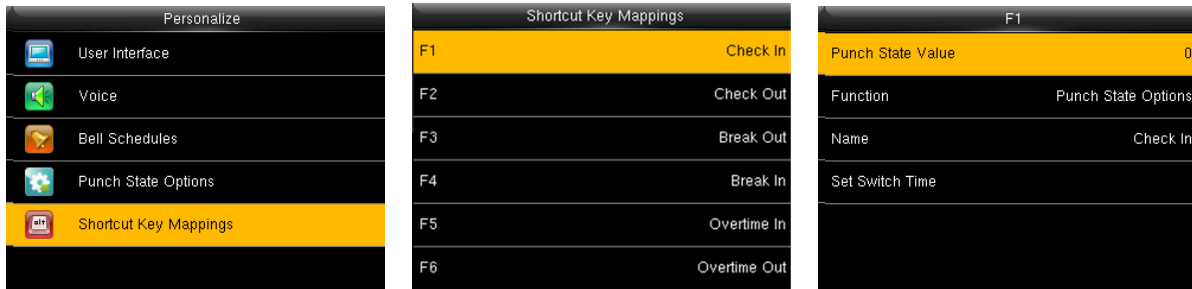 Personalize
User Interface
Voice
Bell Schedules
Punch State Options
alt
Shortcut Key Mappings
Shortcut Key Mappings
F1 Check In
F2 Check Out
F3 Break Out
F4 Break In
F5 Overtime In
F6 Overtime Out
F1
Punch State Value 0
Function Punch State Options
Name Check In
Set Switch Time